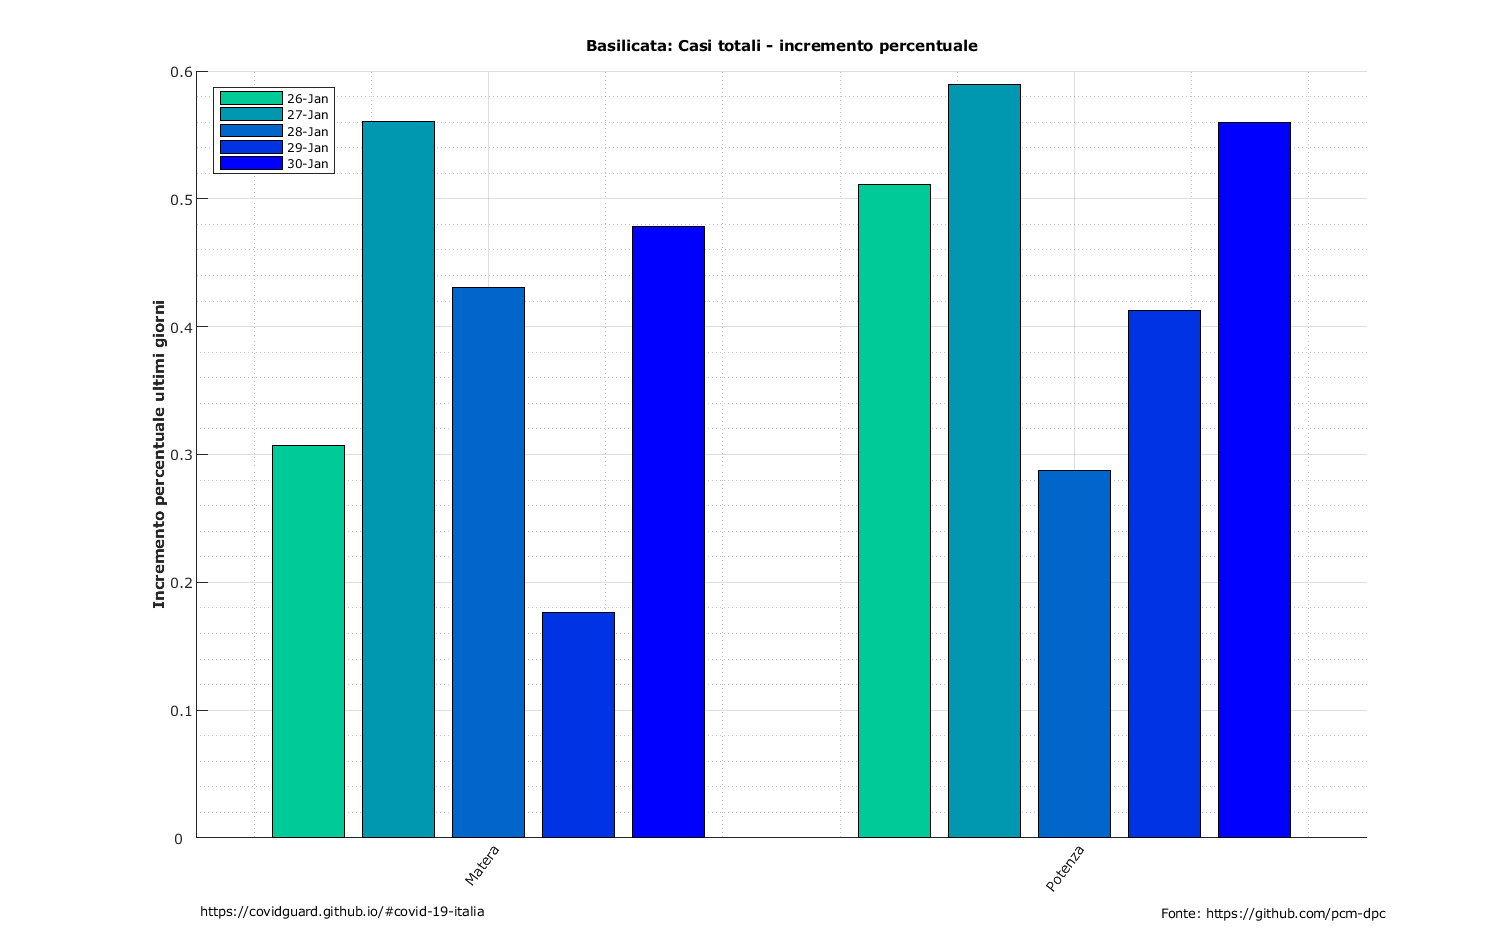 Basilicata: Casi totali - incremento percentuale
Incremento percentuale ultimi giorni
0.6
0.5
0.4
0.3
0.2
0.1
0
26-Jan
27-Jan
28-Jan
29-Jan
30-Jan
Matera
Potenza
https://covidguard.github.io/#covid-19-italia
Fonte: https://github.com/pcm-dpc